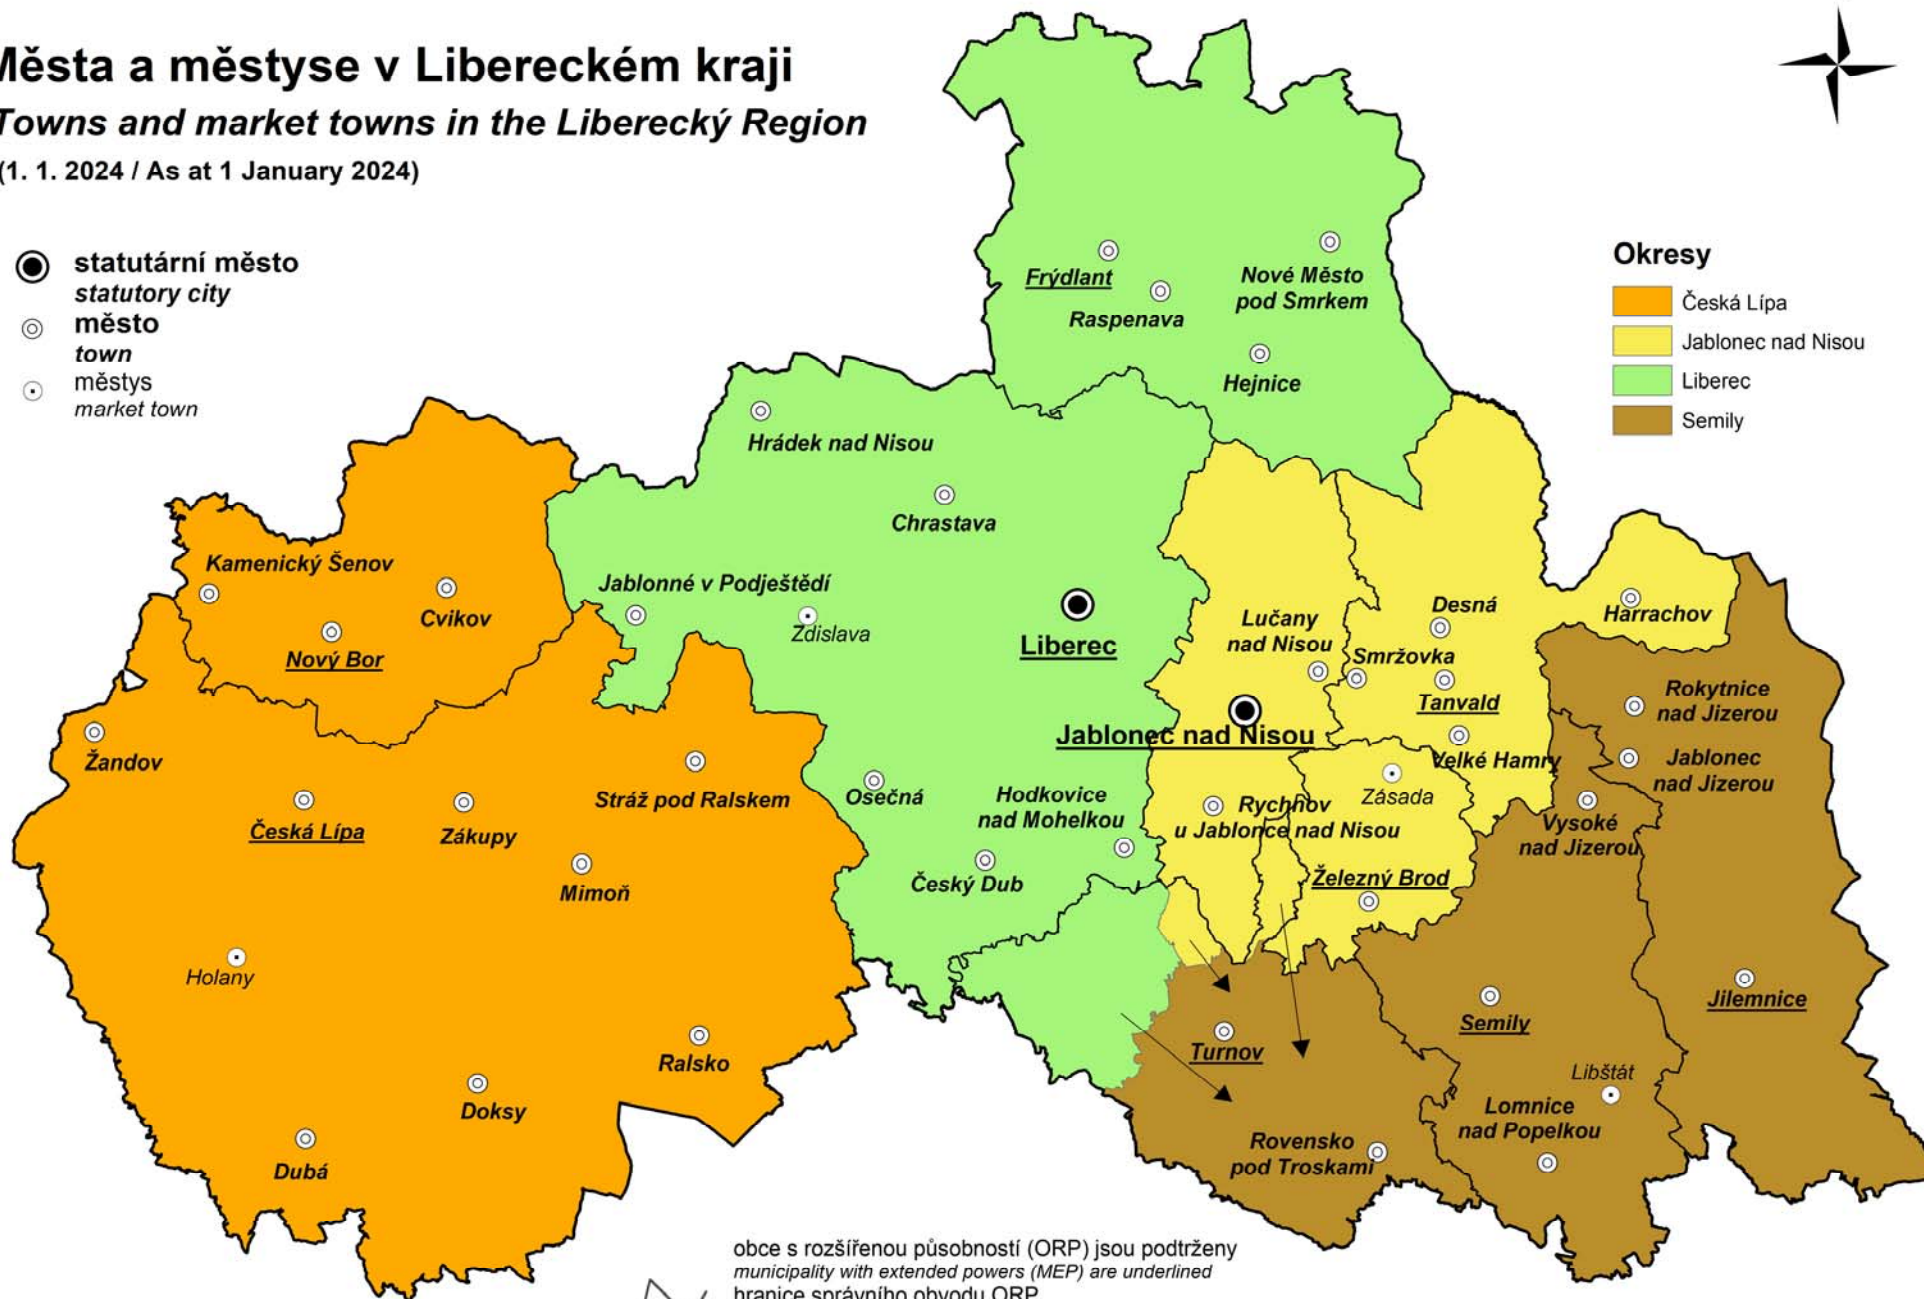 Města a městyse v Libereckém kraji
Towns and market towns in the Liberecký Region
(1. 1. 2024 / As at 1 January 2024)
statutární město
statutory city
město
town
městys
market town
Okresy
Česká Lípa
Jablonec nad Nisou
Liberec
Semily
Frýdlant
Raspenava
Nové Město
pod Smrkem
Hejnice
Hrádek nad Nisou
Chrastava
Kamenický Šenov
Cvikov
Nový Bor
Jablonné v Podještědí
Zdislava
Liberec
Lučany
nad Nisou
Desná
Harrachov
Smržovka
Tanvald
Rokytnice
nad Jizerou
Jablonec nad Nisou
Velké Hamry
Jablonec
nad Jizerou
Žandov
Česká Lípa
Zákupy
Stráž pod Ralskem
Mimoň
Osečná
Hodkovice
nad Mohelkou
Český Dub
Rychnov
u Jablonce nad Nisou
Zásada
Vysoké
nad Jizerou
Železný Brod
Holany
Ralsko
Doksy
Dubá
Turnov
Semily
Jilemnice
Libštát
Lomnice
nad Popelkou
Rovensko
pod Troskami
obce s rozšířenou působností (ORP) jsou podtrženy
municipality with extended powers (MEP) are underlined
hranice správního obvodu ORP